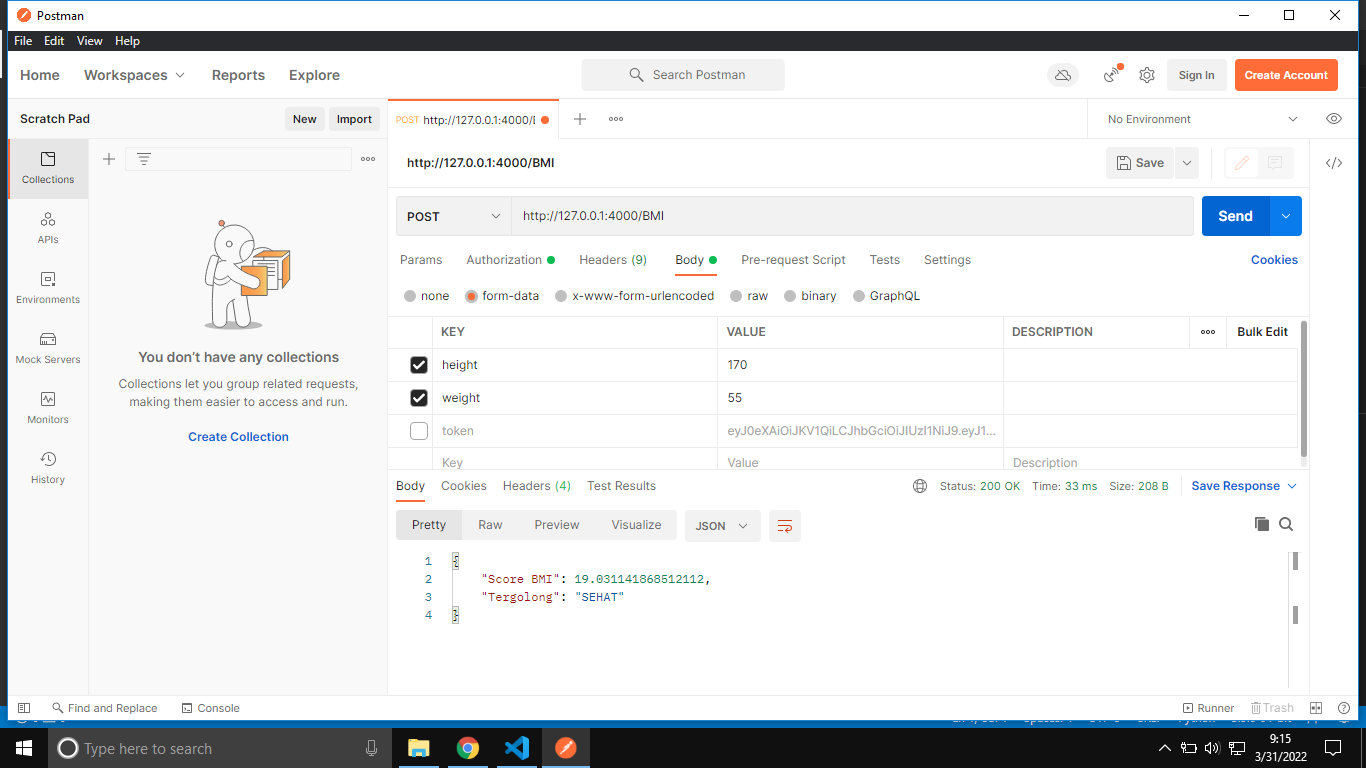 Postman
File Edit View Help
Home Workspaces Reports Explore Search Postman Sign In Create Account
Scratch Pad New Import POST http://127.0.0.1:4000/ No Environment
http://127.0.0.1:4000/BMI Save
Collections
APIs
Environments
Mock Servers
Monitors
History
You don't have any collections
Collections let you group related requests,
making them easier to access and run.
Create Collection
POST http://127.0.0.1:4000/BMI Send
Params Authorization Headers (9) Body Pre-request Script Tests Settings Cookies
none form-data x-www-form-urlencoded raw binary GraphQL
KEY VALUE DESCRIPTION Bulk Edit
height 170
weight 55
token eyJ0eXAiOiJKV1QiLCJhbGciOiJIUzI1NiJ9.eyJ1...
Key Value Description
Body Cookies Headers (4) Test Results Status: 200 OK Time: 33 ms Size: 208 B Save Response
Pretty Raw Preview Visualize JSON
1 {
2 "Score BMI": 19.031141868512112,
3 "Tergolong": "SEHAT"
4 }
Find and Replace Console Runner Trash
Type here to search 9:15
3/31/2022